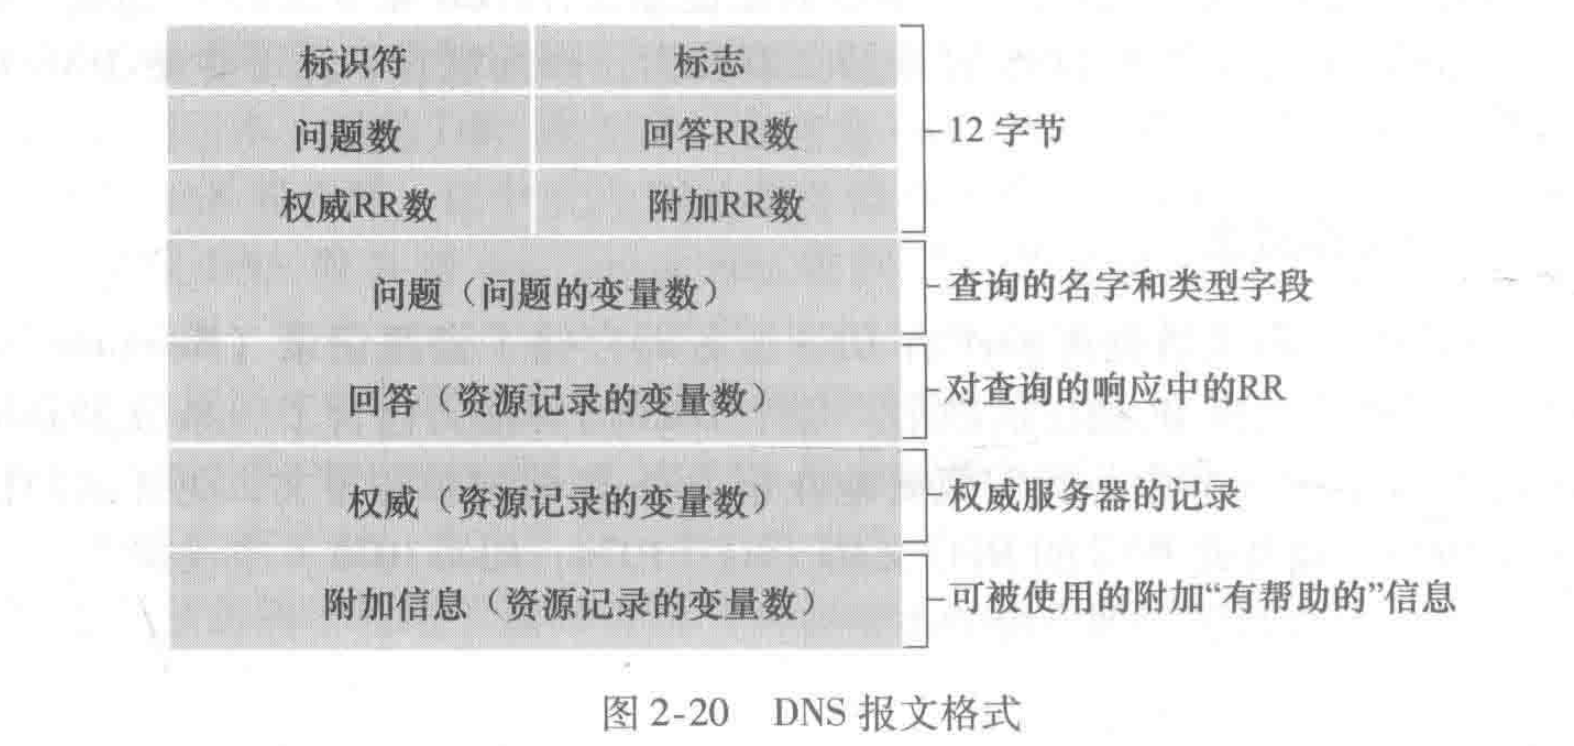 标识符 标志
问题数 回答RR数
12 字节
权威RR数 附加RR数
问题（问题的变量数） 查询的名字和类型字段
回答（资源记录的变量数） 对查询的响应中的RR
权威（资源记录的变量数） 权威服务器的记录
附加信息（资源记录的变量数） 可被使用的附加“有帮助的”信息
图 2-20 DNS 报文格式